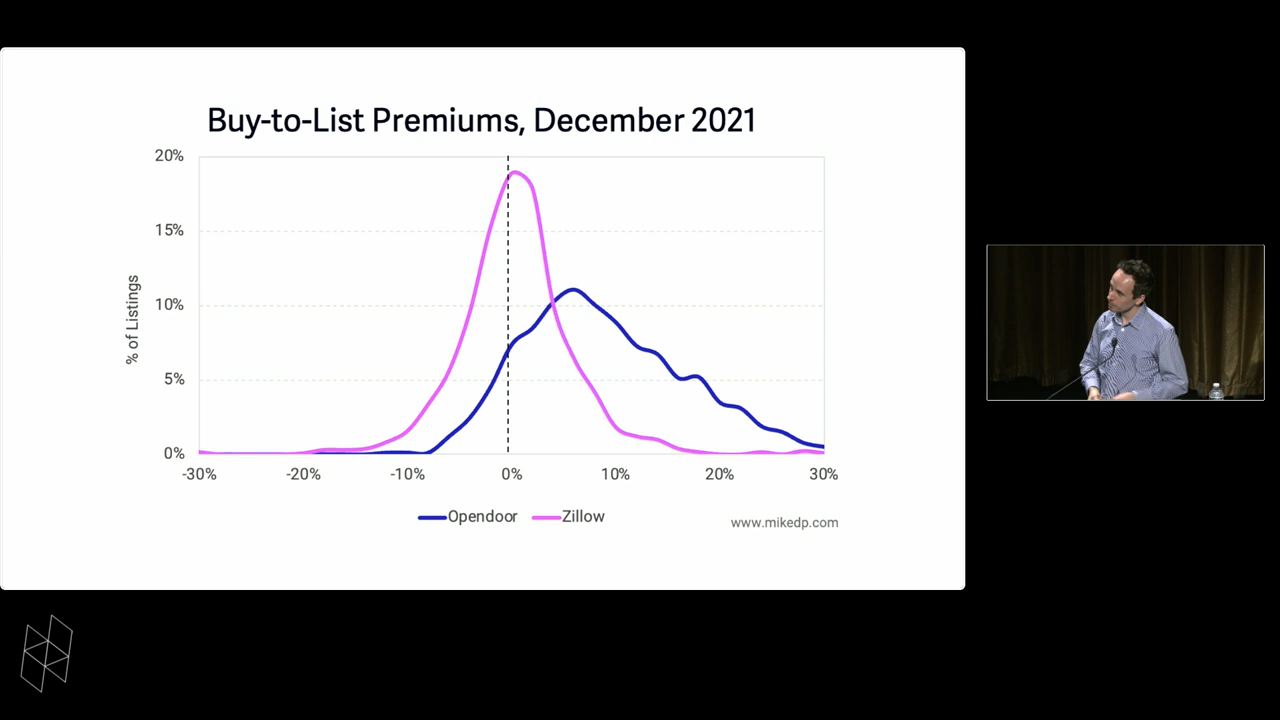 Buy-to-List Premiums, December 2021
20%
15%
10%
5%
0%
% of Listings
-30%
-20%
-10%
0%
10%
20%
30%
Opendoor
Zillow
www.mikedp.com